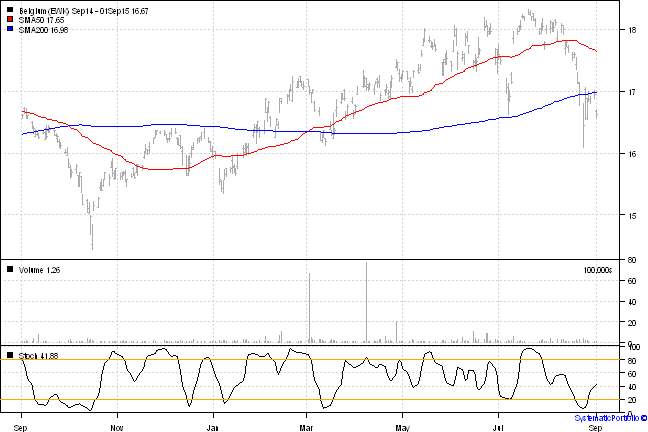 Belgium (EWK) Sep14 - 01Sep15 16.67
SMA50 17.65
SMA200 16.98
18
17
16
15
Volume 1.26
100,000s
80
60
40
20
0
Stoch 41.88
100
80
60
40
20
0
Sep Nov Jan Mar May Jul Sep
SystematicPortfolio ©